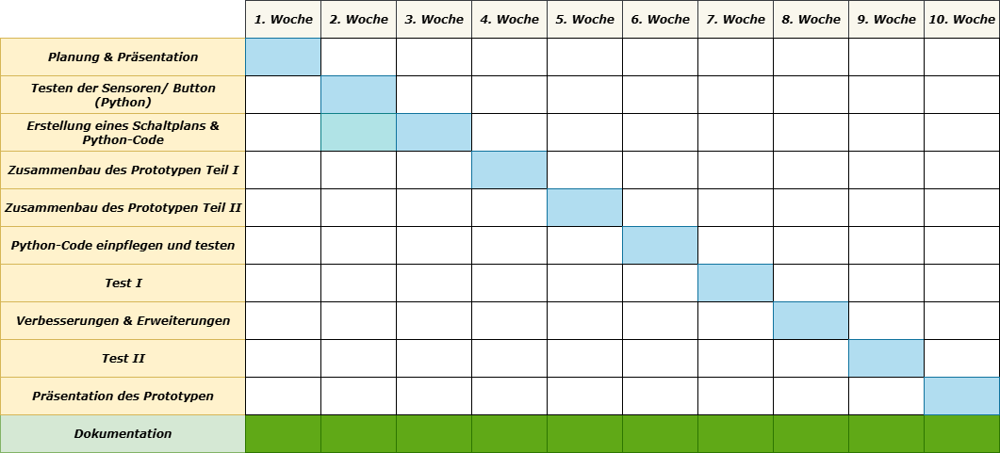 1. Woche 2. Woche 3. Woche 4. Woche 5. Woche 6. Woche 7. Woche 8. Woche 9. Woche 10. Woche
Planung & Präsentation
Testen der Sensoren/ Button
(Python)
Erstellung eines Schaltplans &
Python-Code
Zusammenbau des Prototypen Teil I
Zusammenbau des Prototypen Teil II
Python-Code einpflegen und testen
Test I
Verbesserungen & Erweiterungen
Test II
Präsentation des Prototypen
Dokumentation